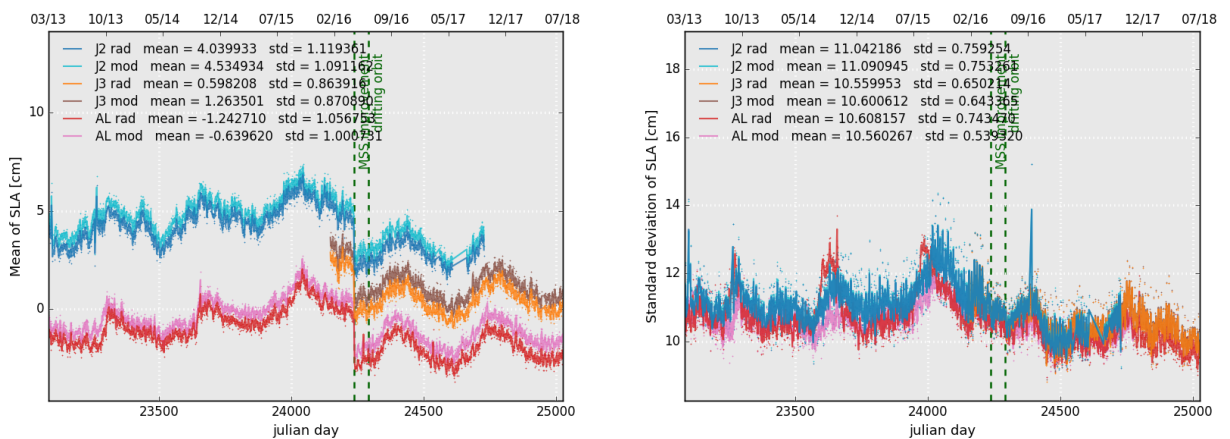 03/13 10/13 05/14 12/14 07/15 02/16 09/16 05/17 12/17 07/18
J2 rad mean = 4.039933 std = 1.119361
J2 mod mean = 4.534934 std = 1.091162
J3 rad mean = 0.598208 std = 0.863916
J3 mod mean = 1.263501 std = 0.870890
AL rad mean = -1.242710 std = 1.056753
AL mod mean = -0.639620 std = 1.000731
drifting orbit
Mean of SLA [cm]
10
5
0
23500 24000 24500 25000
julian day
03/13 10/13 05/14 12/14 07/15 02/16 09/16 05/17 12/17 07/18
J2 rad mean = 11.042186 std = 0.759254
J2 mod mean = 11.090945 std = 0.753261
J3 rad mean = 10.559953 std = 0.650214
J3 mod mean = 10.600612 std = 0.643365
AL rad mean = 10.608157 std = 0.743470
AL mod mean = 10.560267 std = 0.539320
drifting orbit
Standard deviation of SLA [cm]
18
16
14
12
10
23500 24000 24500 25000
julian day